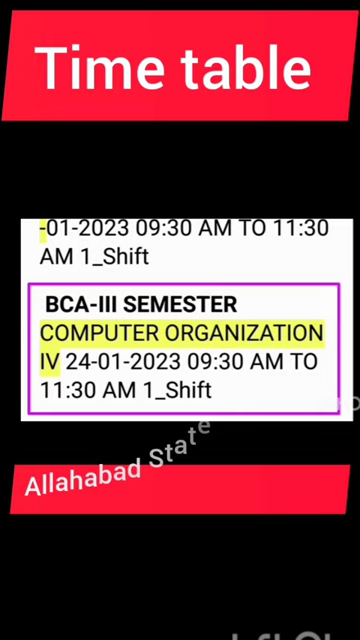 Time table
-01-2023 09:30 AM TO 11:30
AM 1_Shift
BCA-III SEMESTER
COMPUTER ORGANIZATION
IV 24-01-2023 09:30 AM TO
11:30 AM 1_Shift
Allahabad State